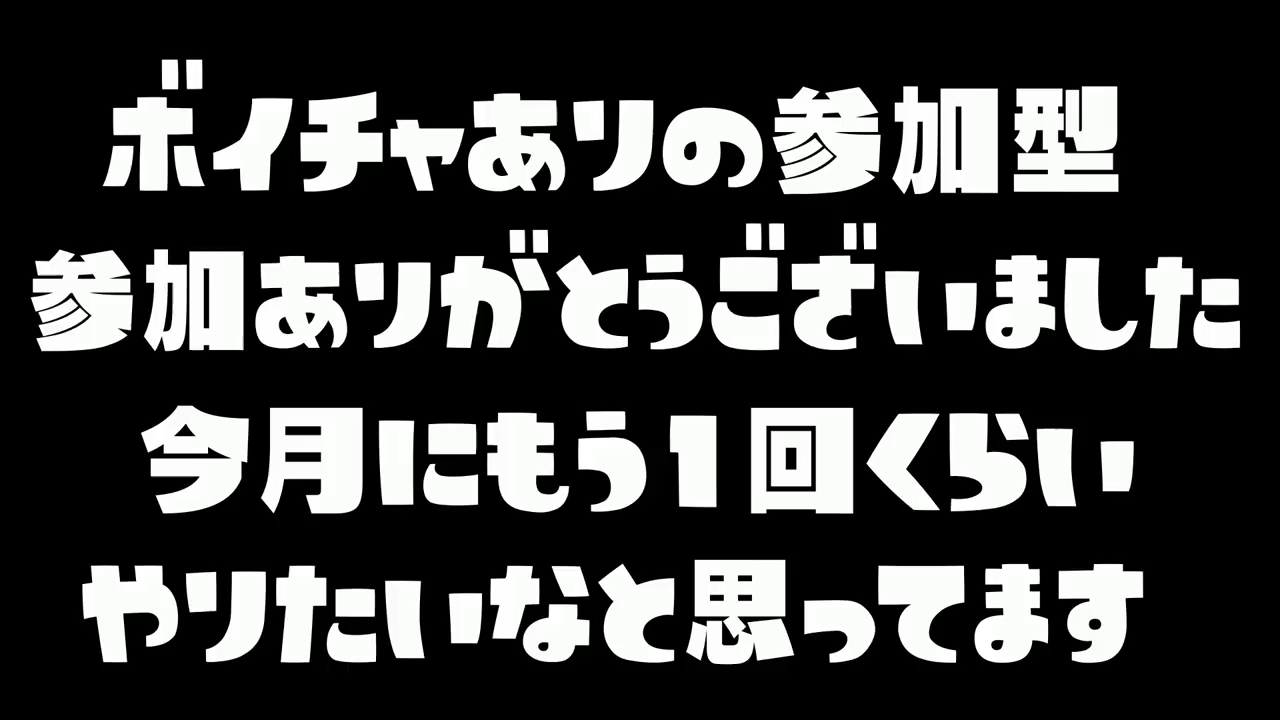 ボイチャありの参加型
参加ありがとうございました
今月にもう1回くらい
やりたいなと思ってます